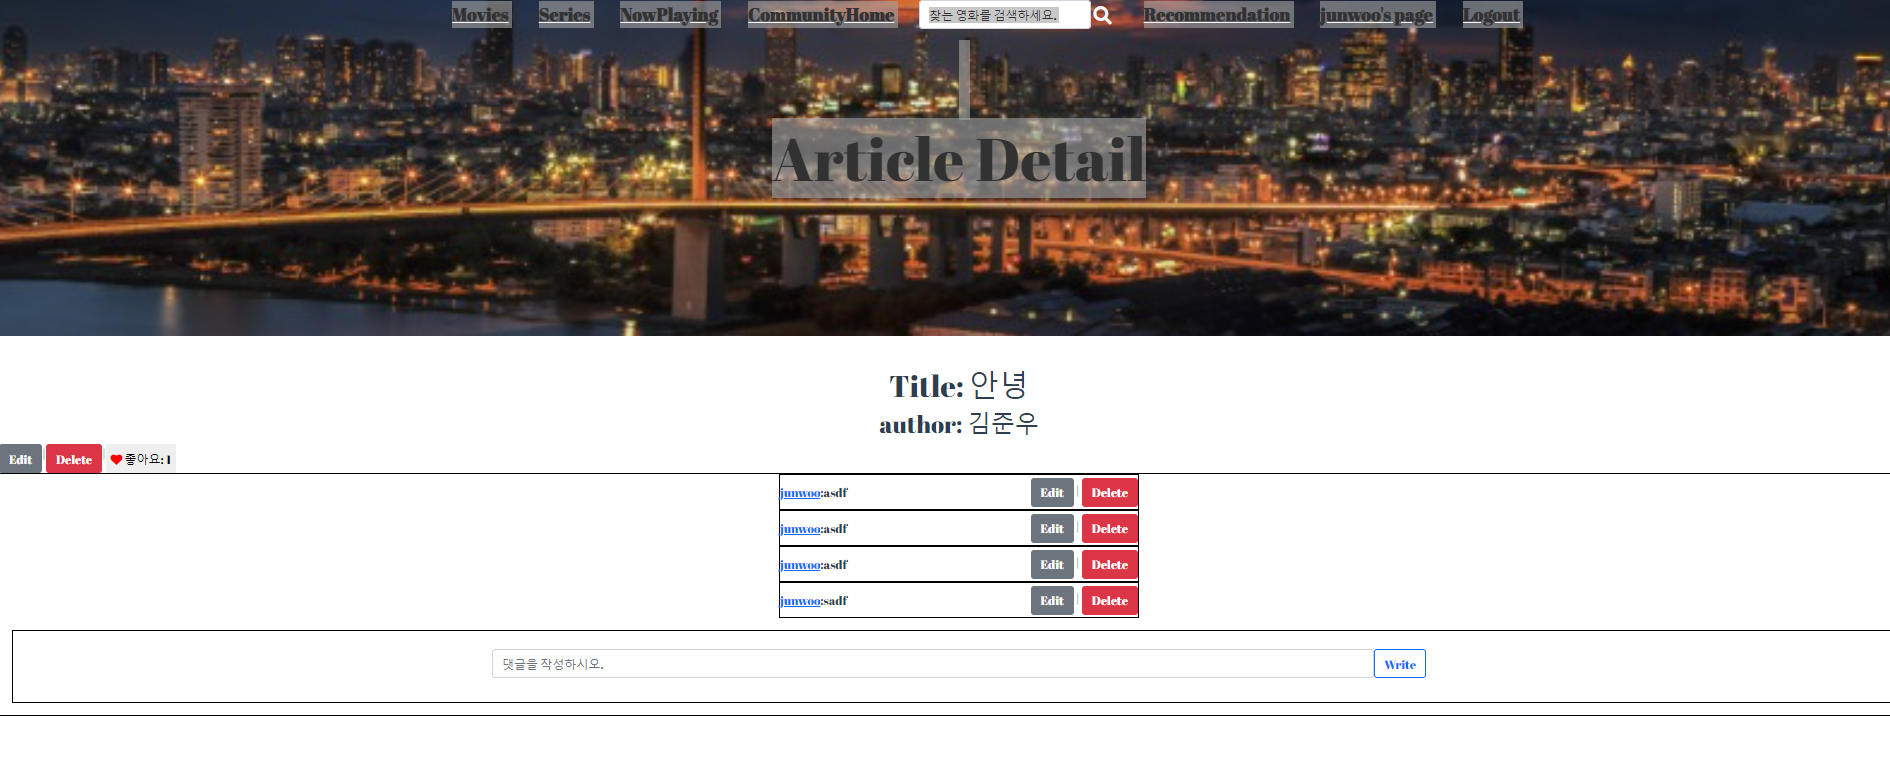 Movies Series NowPlaying CommunityHome 찾는 영화를 검색하세요. Recommendation junwoo's page Logout
Article Detail
Title: 안녕
author: 김준우
Edit | Delete | 좋아요: 1
junwoo:asdf Edit | Delete
junwoo:asdf Edit | Delete
junwoo:asdf Edit | Delete
junwoo:sadf Edit | Delete
댓글을 작성하시오. Write